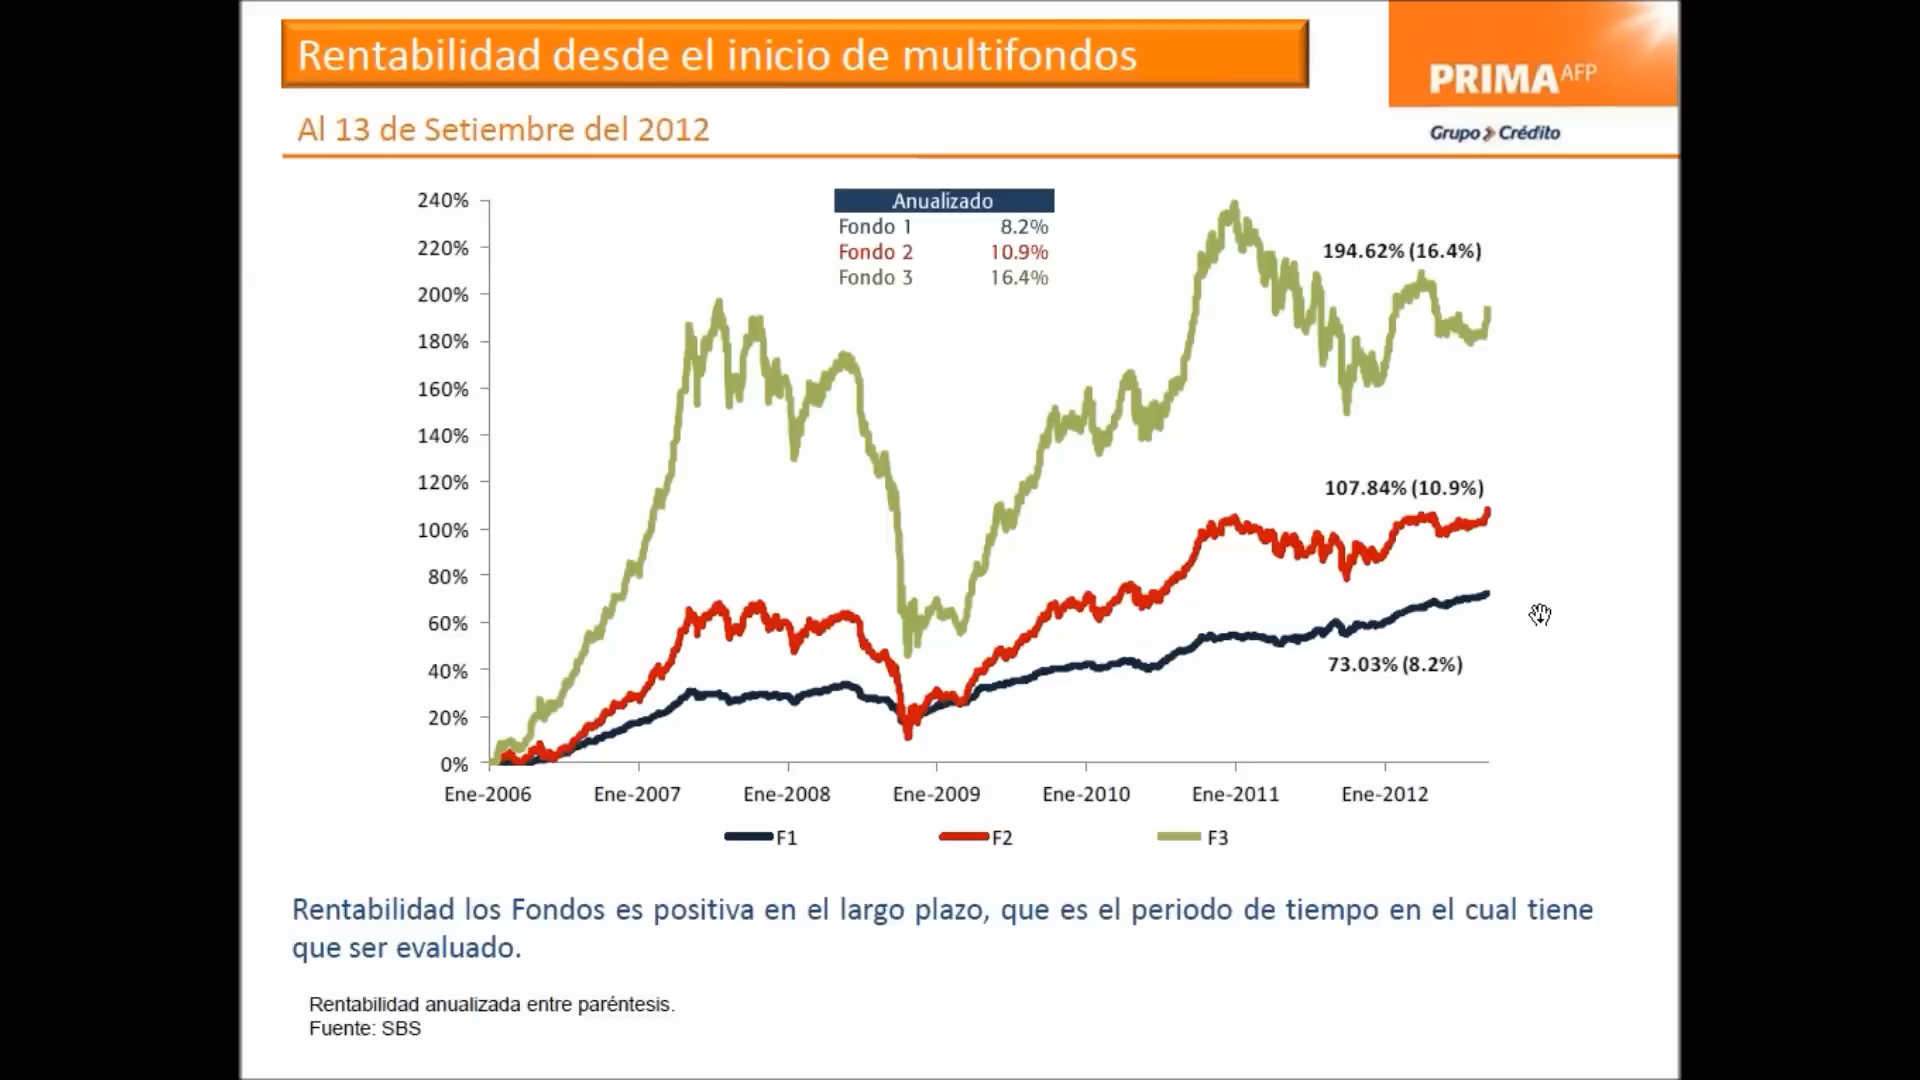 Rentabilidad desde el inicio de multifondos
PRIMA AFP
Grupo Crédito
Al 13 de Setiembre del 2012
Anualizado
Fondo 1 8.2%
Fondo 2 10.9%
Fondo 3 16.4%
240%
220%
200%
180%
160%
140%
120%
100%
80%
60%
40%
20%
0%
194.62% (16.4%)
107.84% (10.9%)
73.03% (8.2%)
Ene-2006 Ene-2007 Ene-2008 Ene-2009 Ene-2010 Ene-2011 Ene-2012
F1 F2 F3
Rentabilidad los Fondos es positiva en el largo plazo, que es el periodo de tiempo en el cual tiene
que ser evaluado.
Rentabilidad anualizada entre paréntesis.
Fuente: SBS